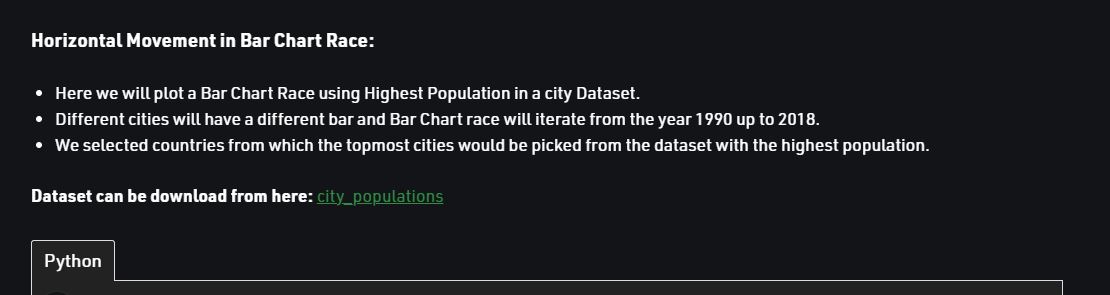 Horizontal Movement in Bar Chart Race:
• Here we will plot a Bar Chart Race using Highest Population in a city Dataset.
• Different cities will have a different bar and Bar Chart race will iterate from the year 1990 up to 2018.
• We selected countries from which the topmost cities would be picked from the dataset with the highest population.
Dataset can be download from here: city_populations
Python